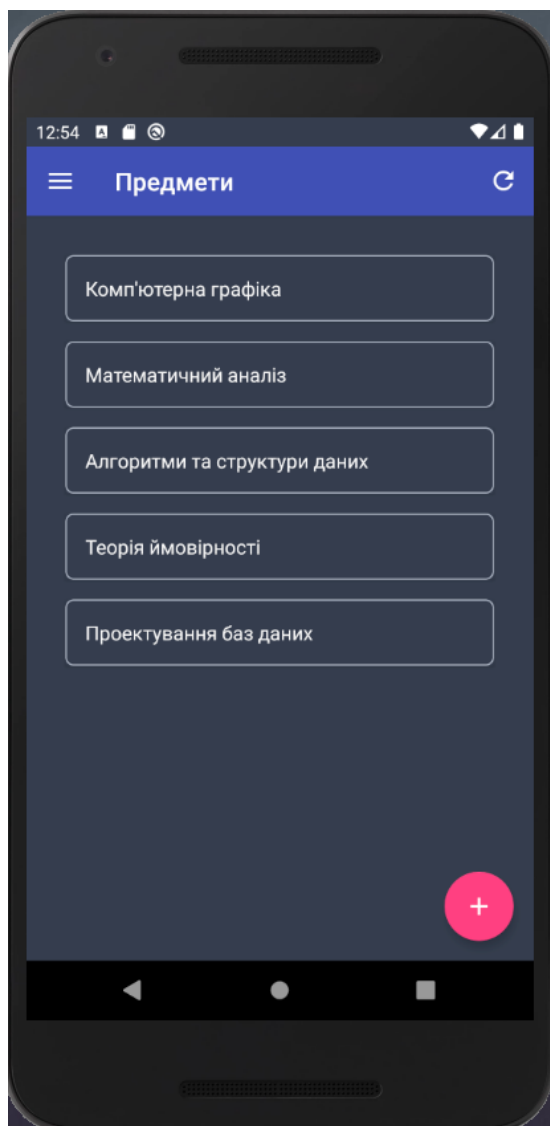 12:54
Предмети
Комп'ютерна графіка
Математичний аналіз
Алгоритми та структури даних
Теорія ймовірності
Проектування баз даних